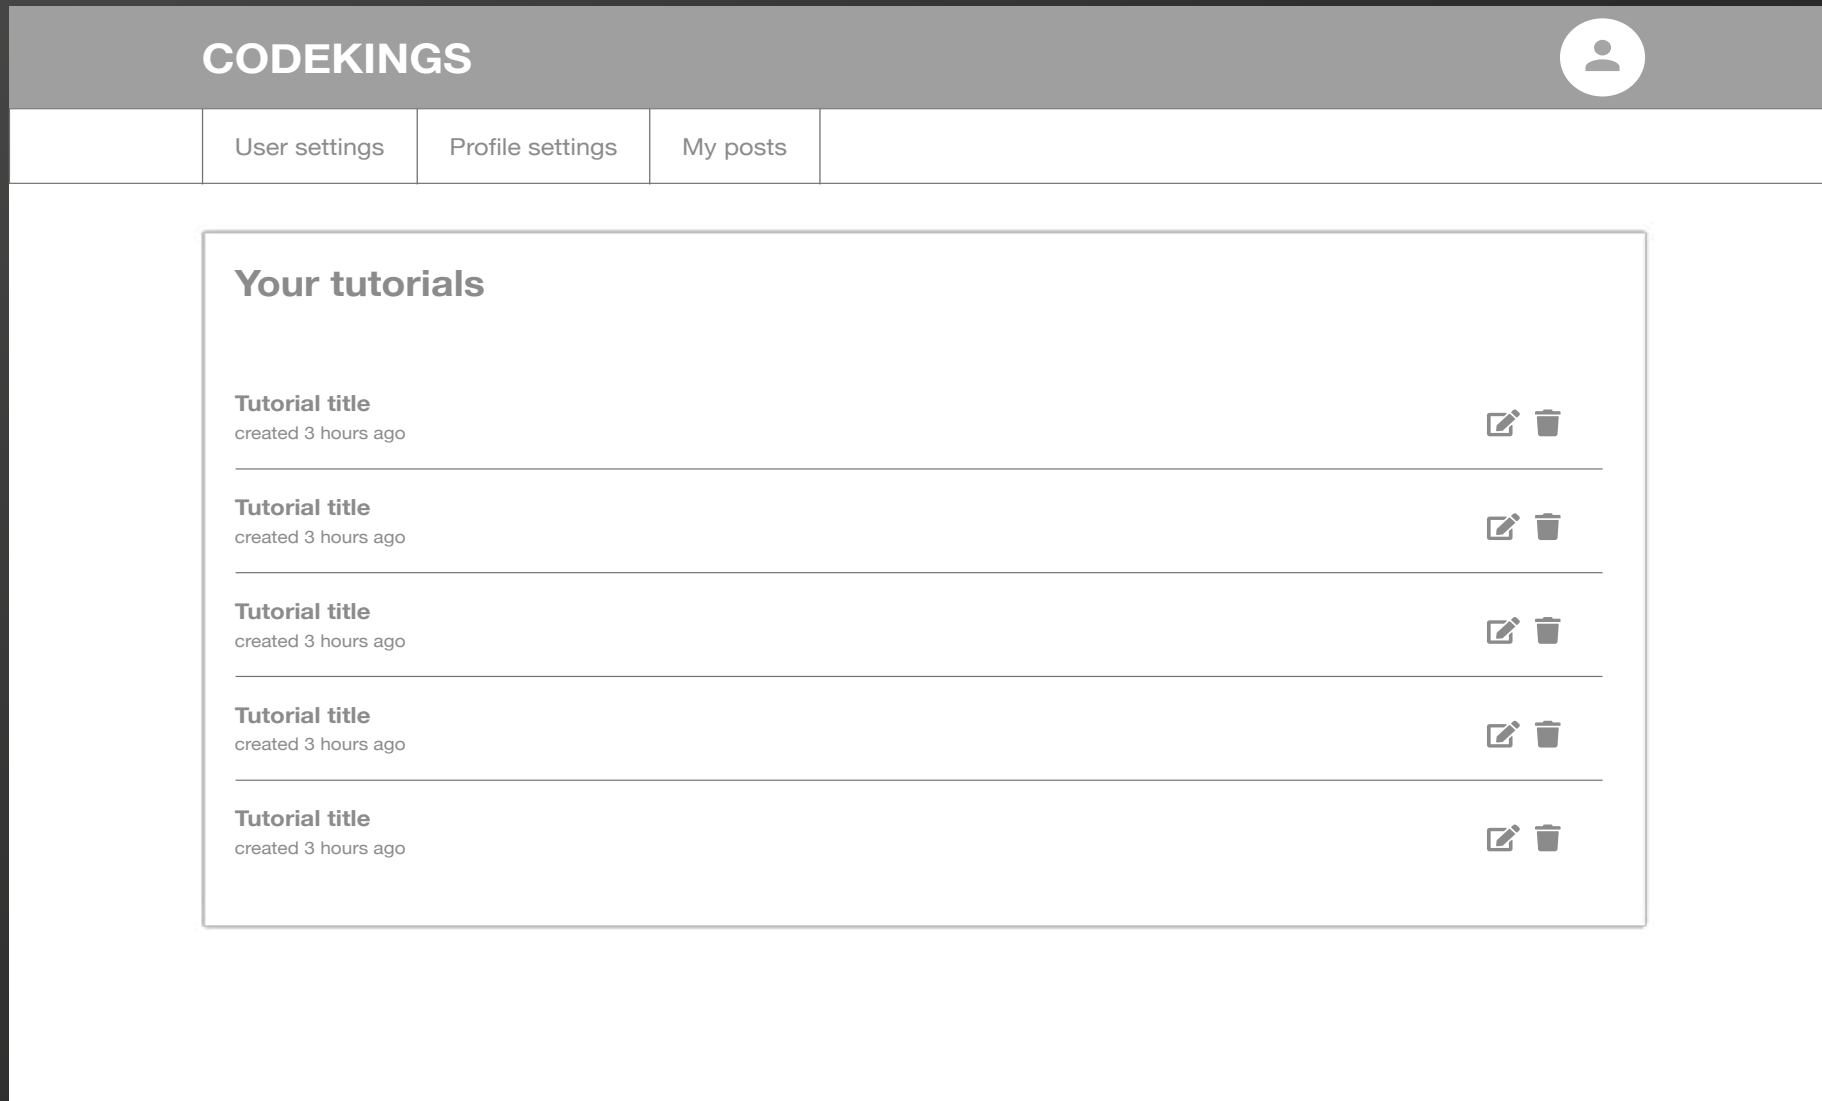 CODEKINGS
User settings
Profile settings
My posts
Your tutorials
Tutorial title
created 3 hours ago
Tutorial title
created 3 hours ago
Tutorial title
created 3 hours ago
Tutorial title
created 3 hours ago
Tutorial title
created 3 hours ago